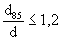 d₈₅/d ≤ 1,2